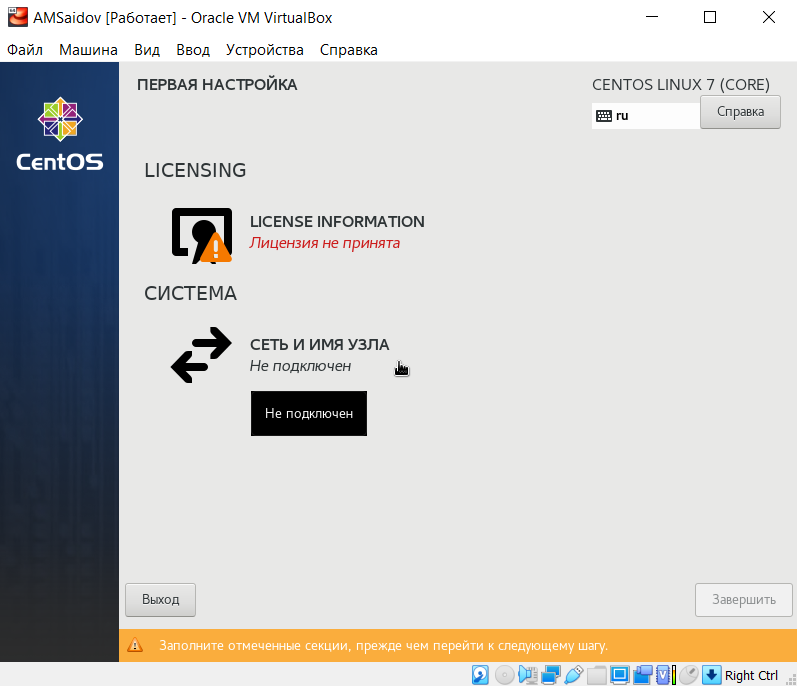 AMSaidov [Работает] - Oracle VM VirtualBox
Файл Машина Вид Ввод Устройства Справка
ПЕРВАЯ НАСТРОЙКА
CENTOS LINUX 7 (CORE)
ru
Справка
CentOS
LICENSING
LICENSE INFORMATION
Лицензия не принята
СИСТЕМА
СЕТЬ И ИМЯ УЗЛА
Не подключен
Не подключен
Выход
Завершить
Заполните отмеченные секции, прежде чем перейти к следующему шагу.
Right Ctrl